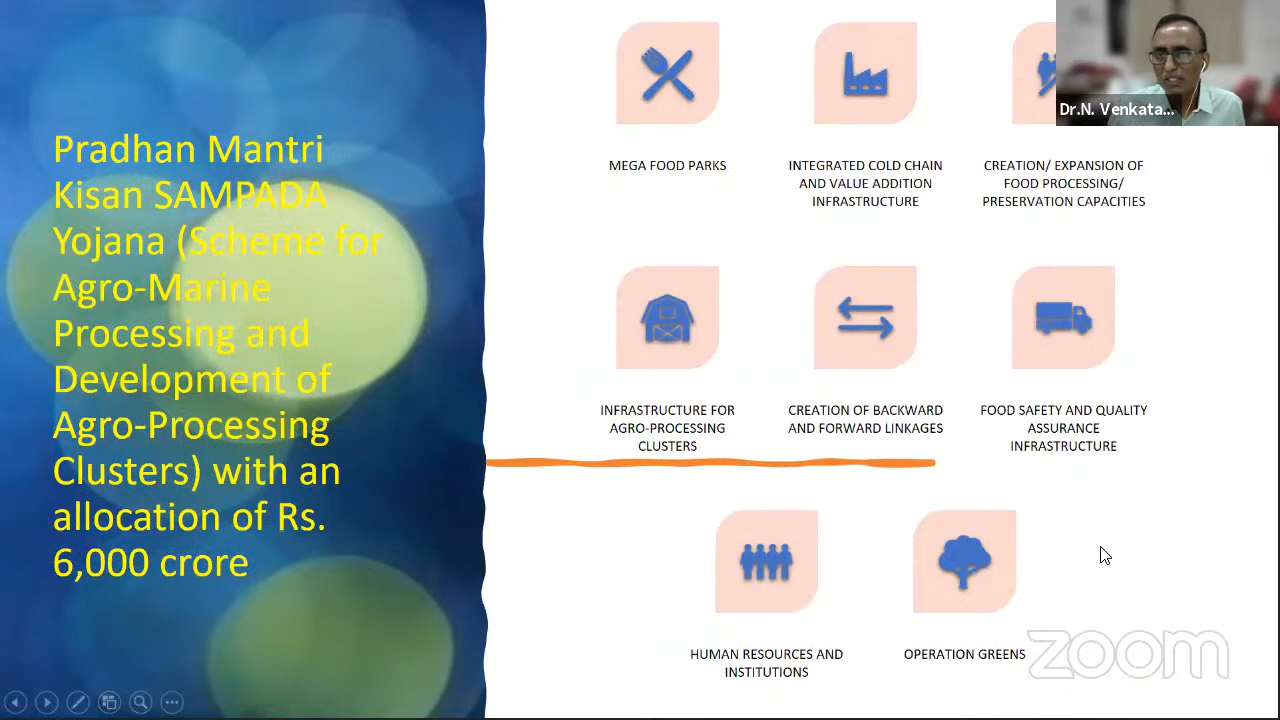 Pradhan Mantri
Kisan SAMPADA
Yojana (Scheme for
Agro-Marine
Processing and
Development of
Agro-Processing
Clusters) with an
allocation of Rs.
6,000 crore
MEGA FOOD PARKS
INTEGRATED COLD CHAIN
AND VALUE ADDITION
INFRASTRUCTURE
CREATION/ EXPANSION OF
FOOD PROCESSING/
PRESERVATION CAPACITIES
INFRASTRUCTURE FOR
AGRO-PROCESSING
CLUSTERS
CREATION OF BACKWARD
AND FORWARD LINKAGES
FOOD SAFETY AND QUALITY
ASSURANCE
INFRASTRUCTURE
HUMAN RESOURCES AND
INSTITUTIONS
OPERATION GREENS
Dr.N. Venkata...
zoom